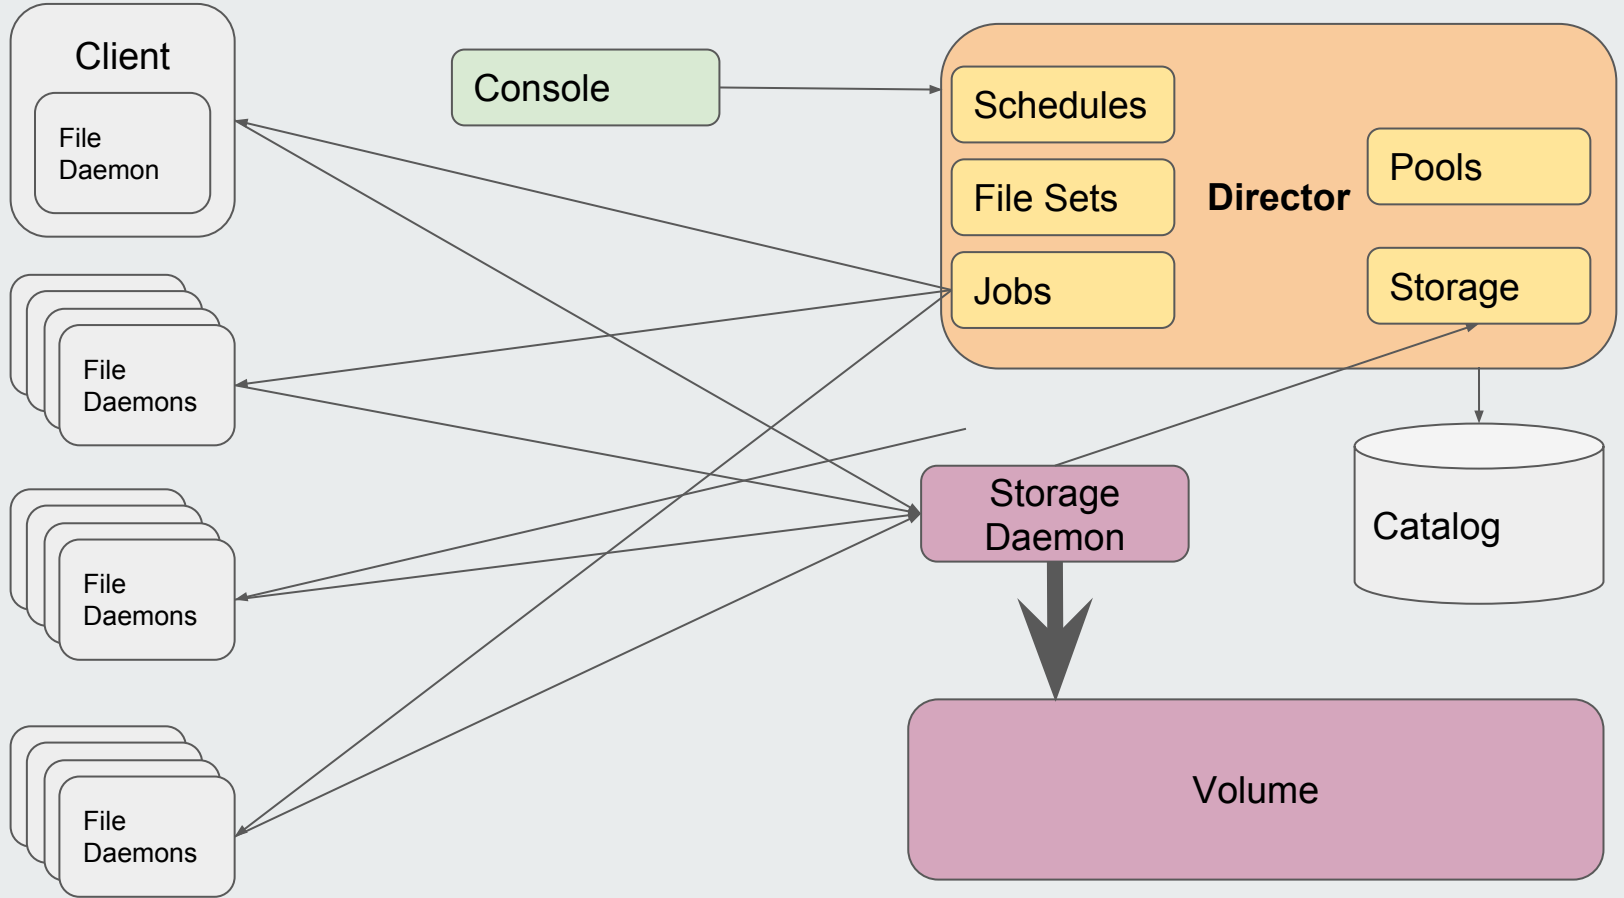 Client
File
Daemon
Console
Schedules
File Sets
Jobs
Director
Pools
Storage
File
Daemons
File
Daemons
File
Daemons
Storage
Daemon
Catalog
Volume